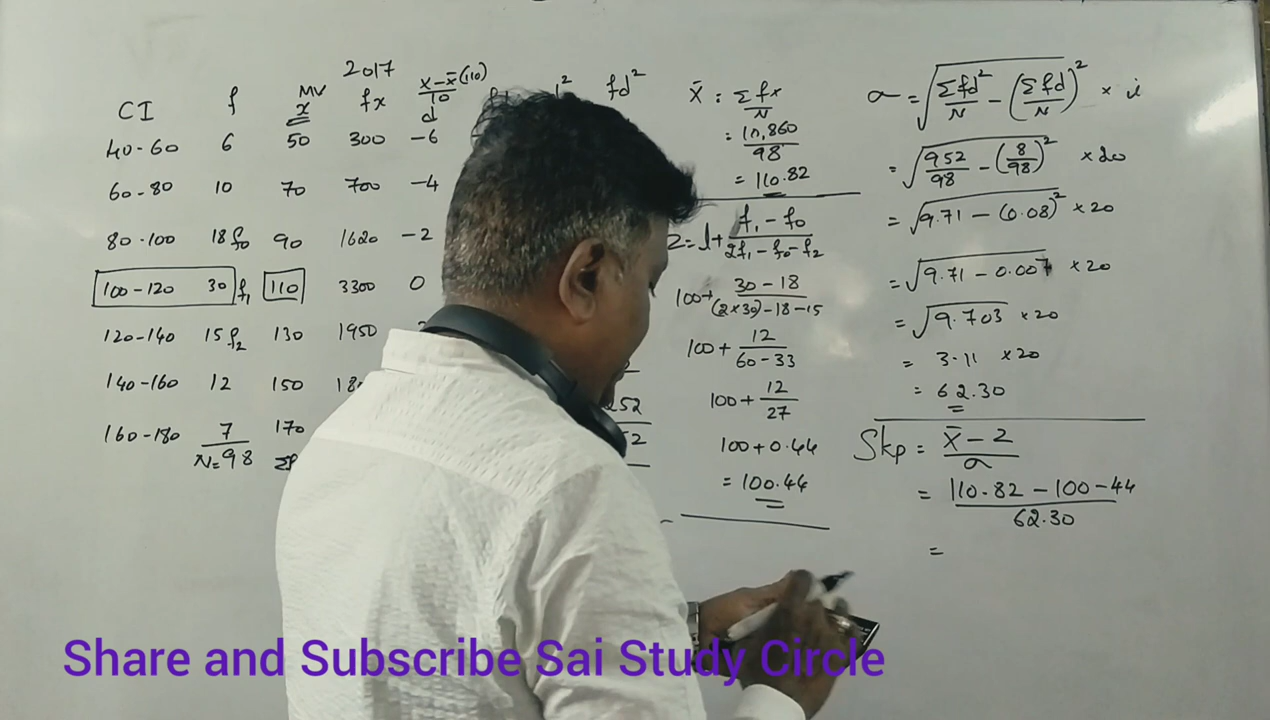 2017
CI f MV x fx x-x̄(110)/10 d d² fd²
40-60 6 50 300 -6
60-80 10 70 700 -4
80-100 18 f₀ 90 1620 -2
100-120 30 f₁ 110 3300 0
120-140 15 f₂ 130 1950
140-160 12 150
160-180 7 170
N=98
252
x̄ : Σfx/N
: 10,860/98
= 110.82
Z = l + f₁-f₀/2f₁-f₀-f₂
100+ 30-18/(2×30)-18-15
100+ 12/60-33
100+ 12/27
100+0.44
= 100.44
σ = √Σfd²/N - (Σfd/N)² × i
= √952/98 - (8/98)² ×20
= √9.71 - (0.08)² ×20
= √9.71 - 0.007 ×20
= √9.703 ×20
= 3.11 ×20
= 62.30
Skp = x̄-Z/σ
= 110.82-100-44/62.30
=
Share and Subscribe Sai Study Circle